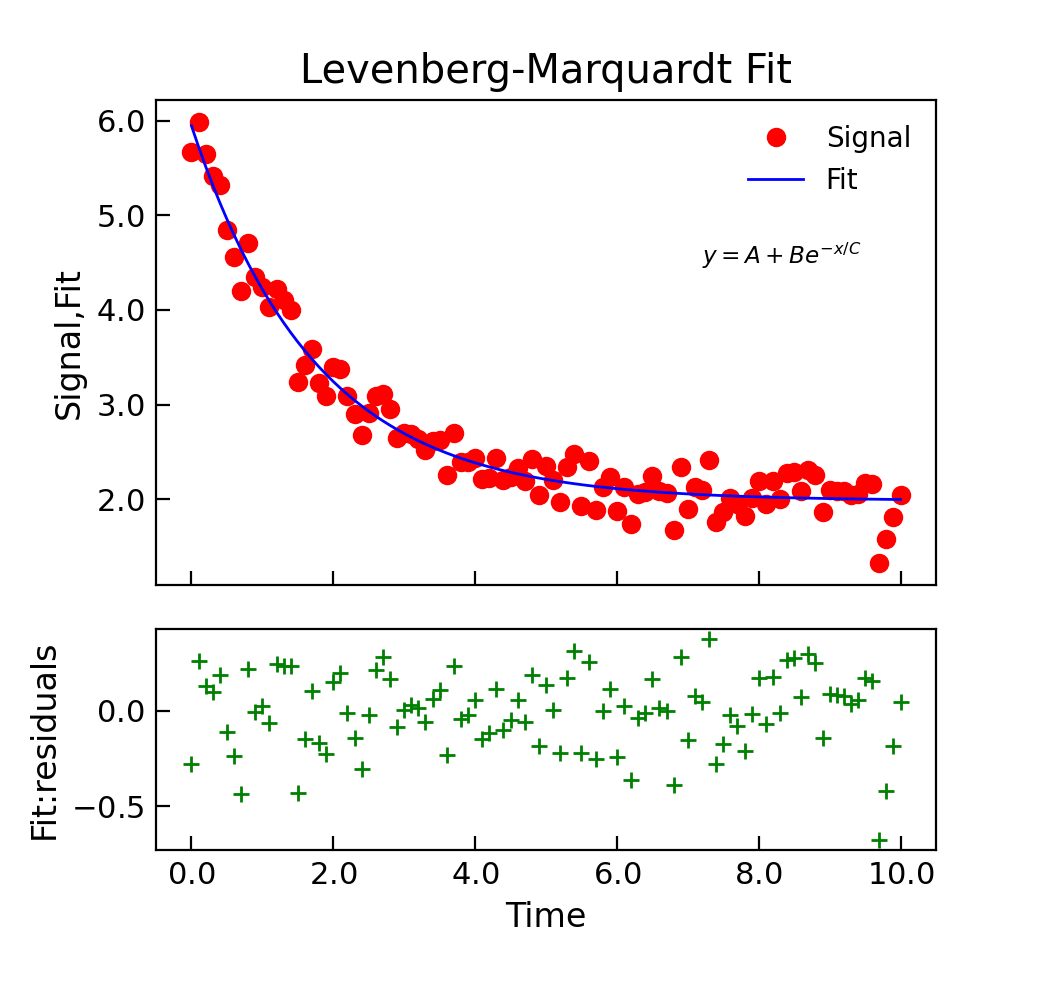 Levenberg-Marquardt Fit
6.0
5.0
4.0
3.0
2.0
Signal,Fit
Signal
Fit
y = A + Be^{-x/C}
0.0
−0.5
Fit:residuals
0.0 2.0 4.0 6.0 8.0 10.0
Time